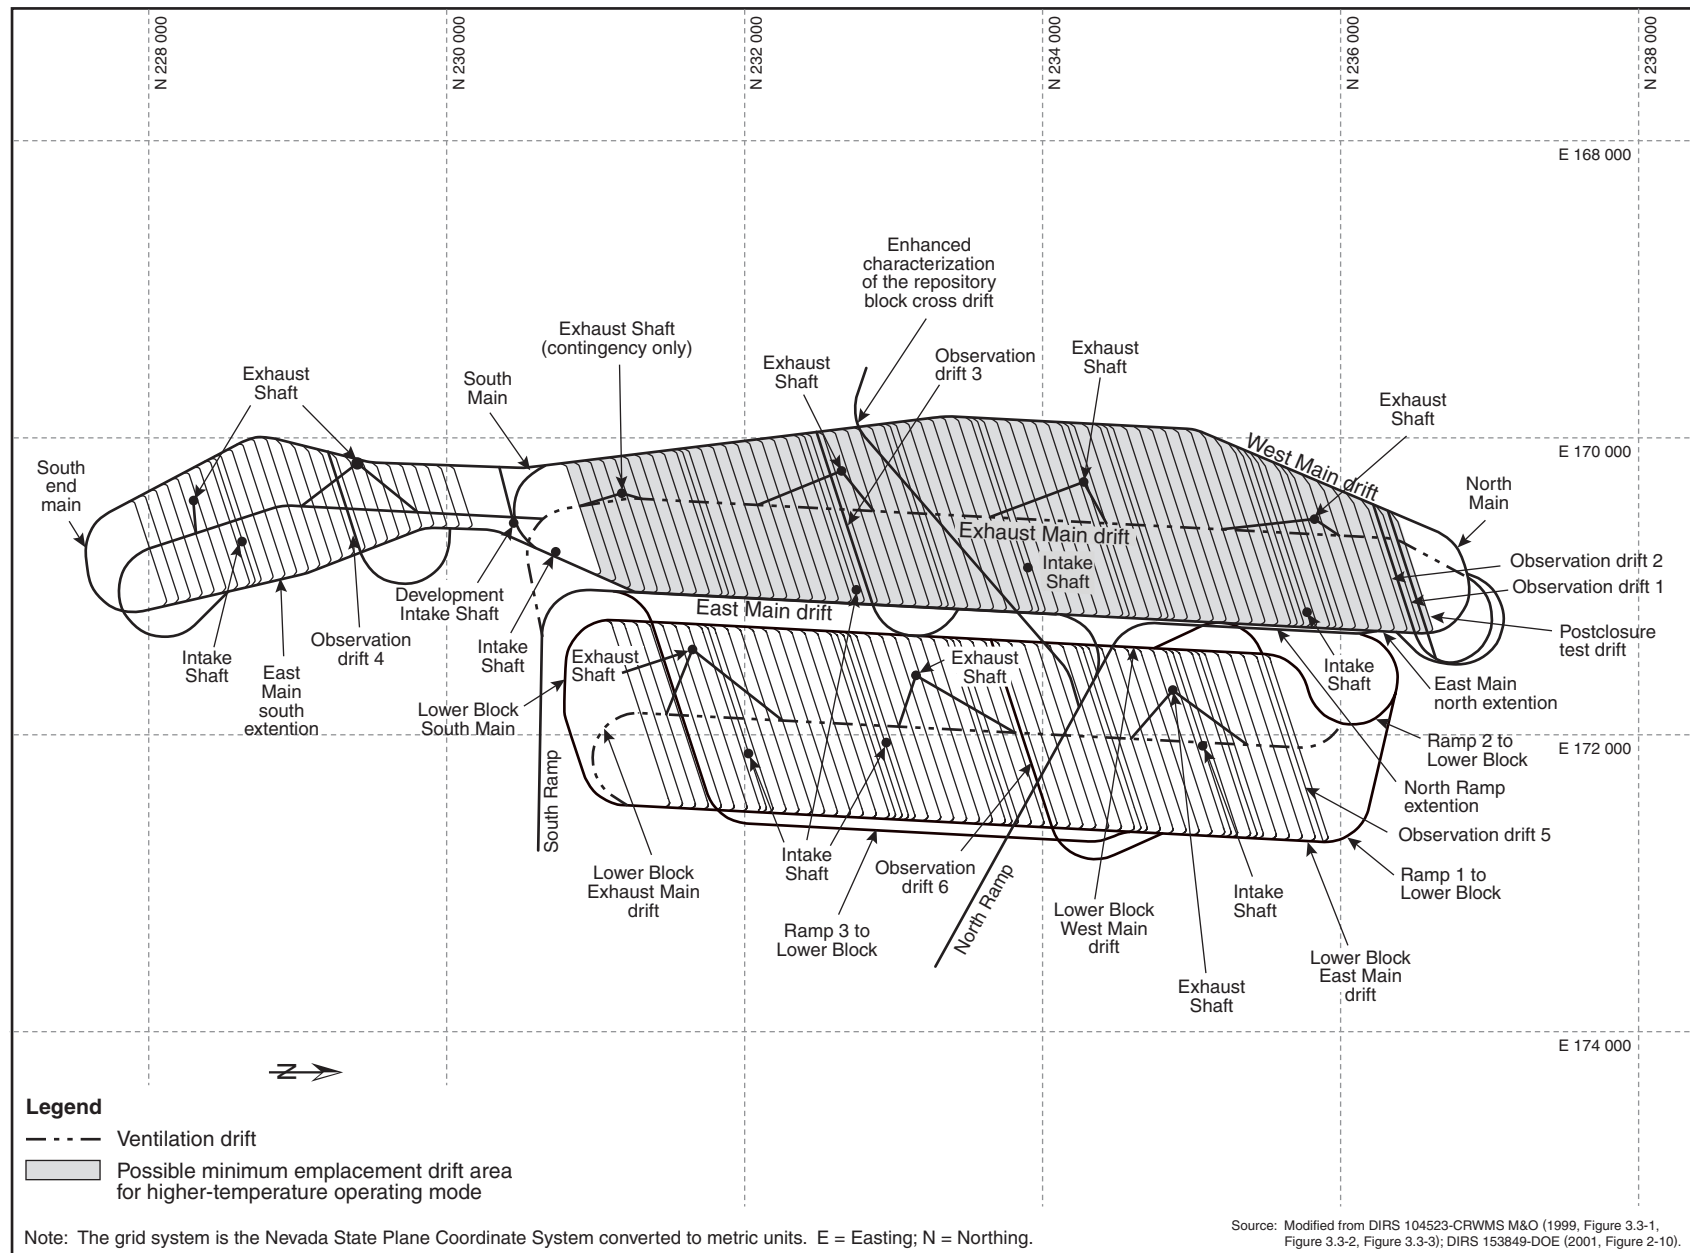 N 228 000
N 230 000
N 232 000
N 234 000
N 236 000
N 238 000
E 168 000
Enhanced
characterization
of the repository
block cross drift
Exhaust Shaft
(contingency only)
Exhaust
Shaft
Observation
drift 3
Exhaust
Shaft
Exhaust
Shaft
South
Main
Exhaust
Shaft
West Main drift
E 170 000
South
end
main
North
Main
Exhaust Main drift
Intake
Shaft
Observation drift 2
Observation drift 1
Development
Intake Shaft
East Main drift
Postclosure
test drift
Observation
drift 4
Intake
Shaft
Intake
Shaft
East
Main
south
extention
Exhaust
Shaft
Exhaust
Shaft
Intake
Shaft
East Main
north extention
Lower Block
South Main
Ramp 2 to
Lower Block
E 172 000
South Ramp
North Ramp
extention
Observation drift 5
Lower Block
Exhaust Main
drift
Intake
Shaft
Observation
drift 6
North Ramp
Ramp 1 to
Lower Block
Intake
Shaft
Ramp 3 to
Lower Block
Lower Block
West Main
drift
Lower Block
East Main
drift
Exhaust
Shaft
E 174 000
N
Legend
Ventilation drift
Possible minimum emplacement drift area
for higher-temperature operating mode
Note: The grid system is the Nevada State Plane Coordinate System converted to metric units. E = Easting; N = Northing.
Source: Modified from DIRS 104523-CRWMS M&O (1999, Figure 3.3-1,
Figure 3.3-2, Figure 3.3-3); DIRS 153849-DOE (2001, Figure 2-10).